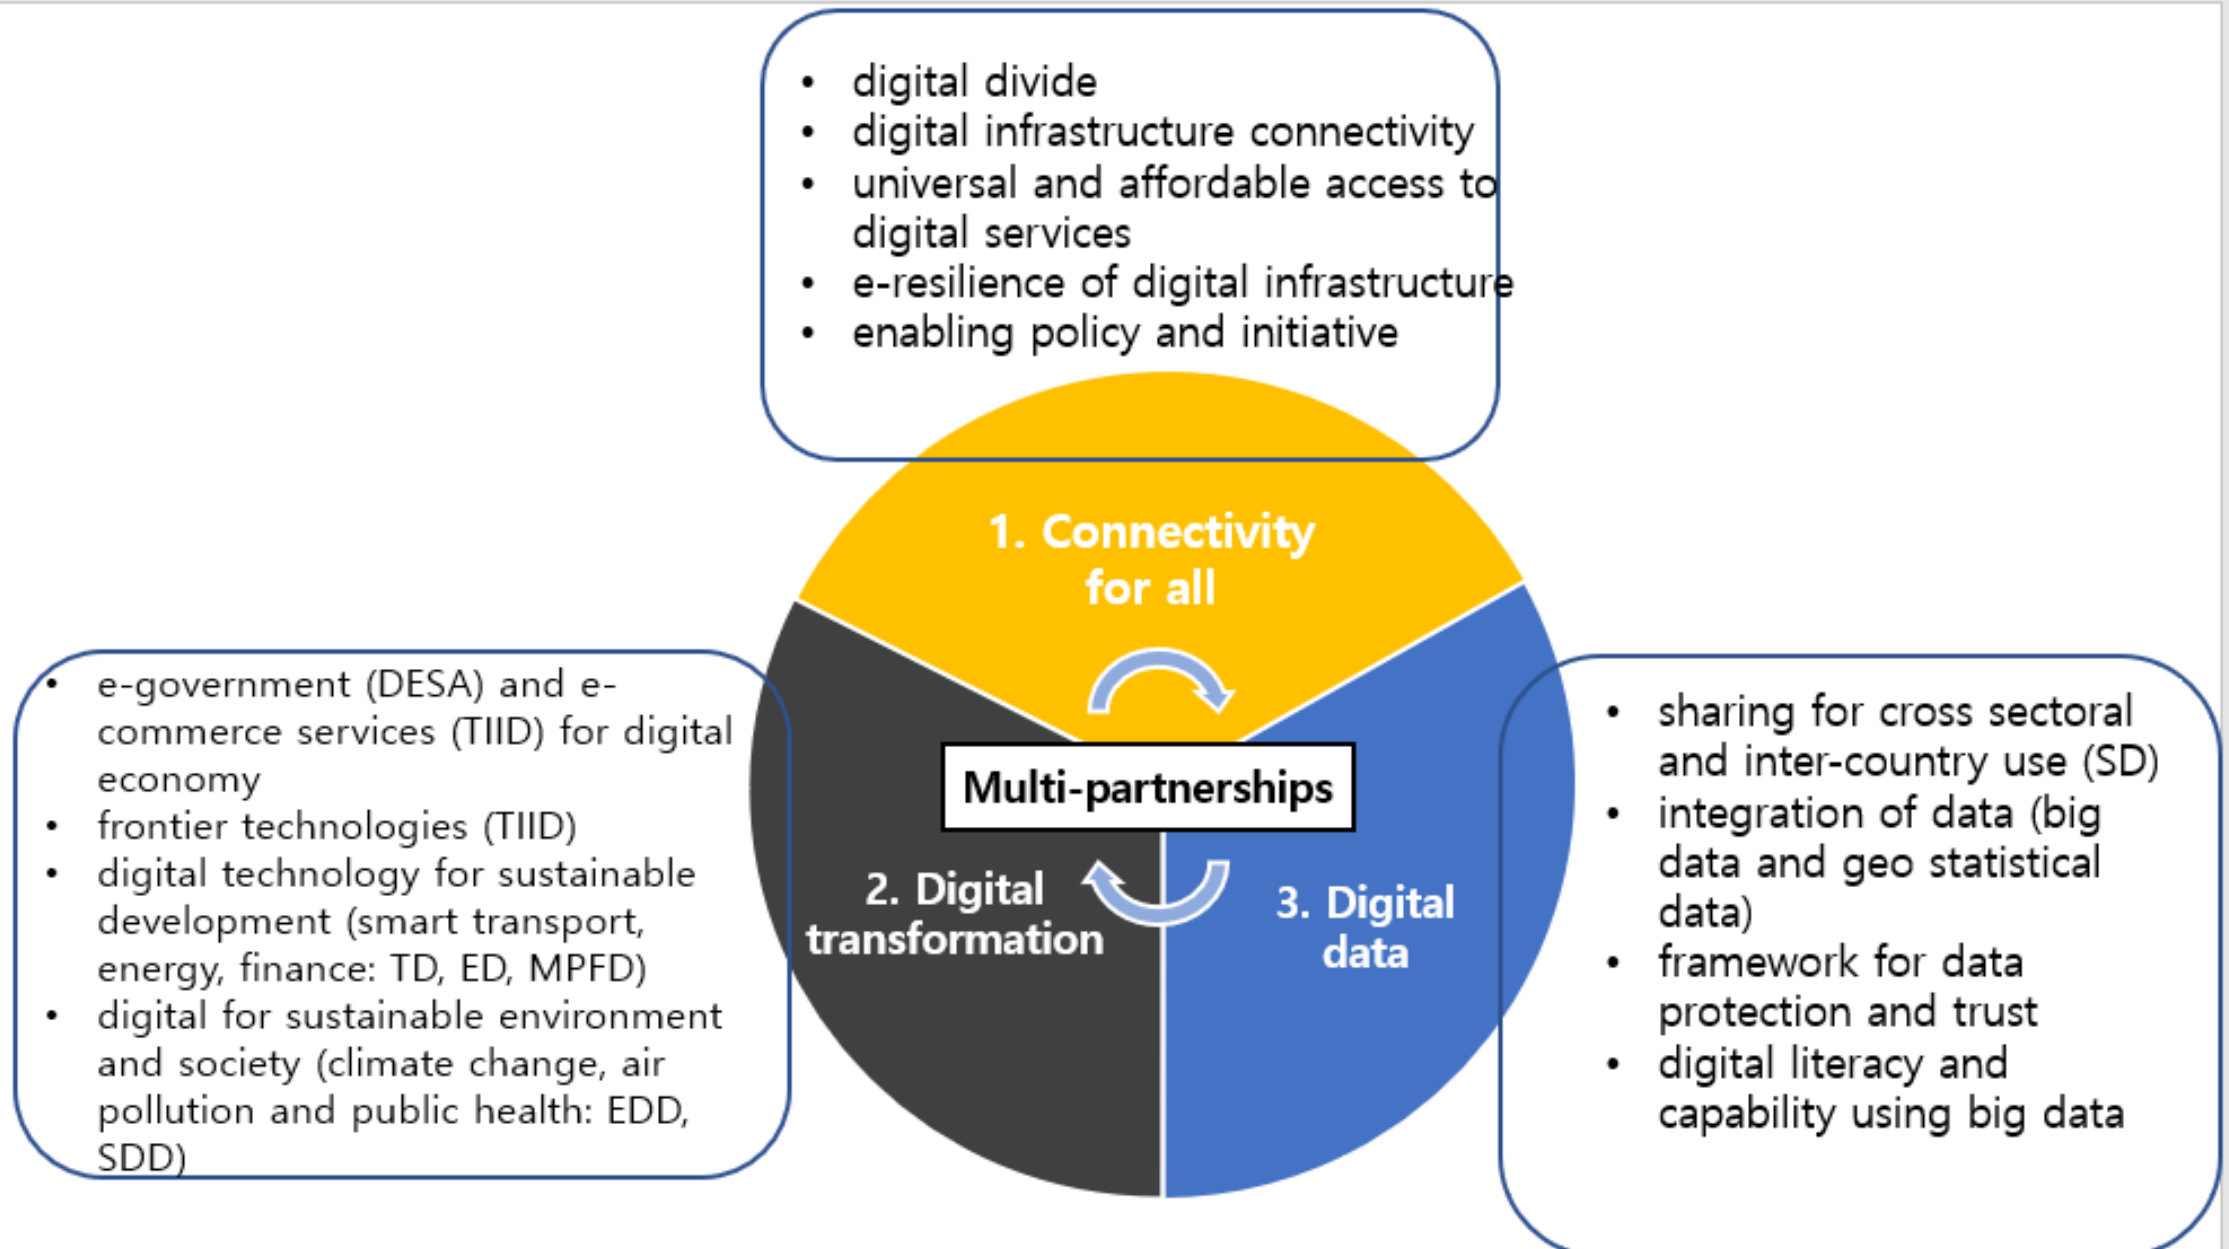 • digital divide
• digital infrastructure connectivity
• universal and affordable access to
digital services
• e-resilience of digital infrastructure
• enabling policy and initiative
1. Connectivity
for all
• e-government (DESA) and e-
commerce services (TIID) for digital
economy
• frontier technologies (TIID)
• digital technology for sustainable
development (smart transport,
energy, finance: TD, ED, MPFD)
• digital for sustainable environment
and society (climate change, air
pollution and public health: EDD,
SDD)
Multi-partnerships
2. Digital
transformation
3. Digital
data
• sharing for cross sectoral
and inter-country use (SD)
• integration of data (big
data and geo statistical
data)
• framework for data
protection and trust
• digital literacy and
capability using big data